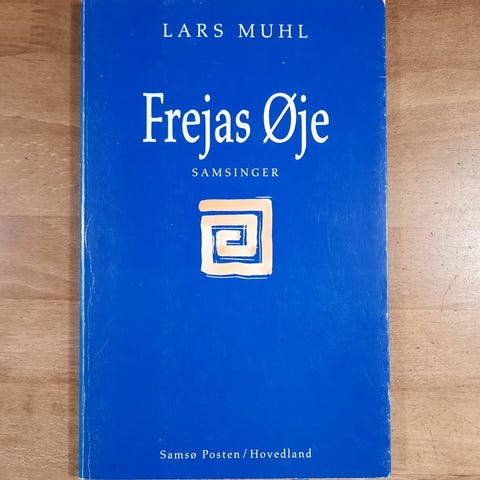 LARS MUHL
Frejas Øje
SAMSINGER
Samsø Posten/Hovedland